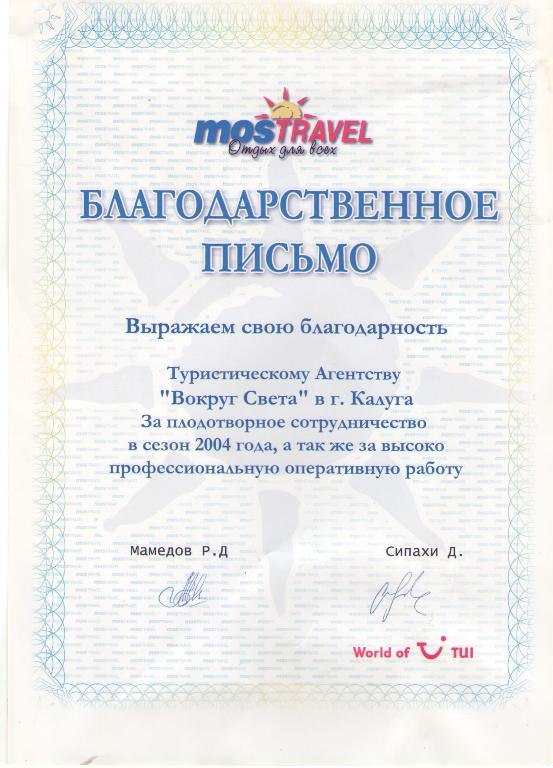 mosTRAVEL
Отдых для всех
БЛАГОДАРСТВЕННОЕ
ПИСЬМО
Выражаем свою благодарность
Туристическому Агентству
"Вокруг Света" в г. Калуга
За плодотворное сотрудничество
в сезон 2004 года, а так же за высоко
профессиональную оперативную работу
Мамедов Р.Д Сипахи Д.
World of TUI